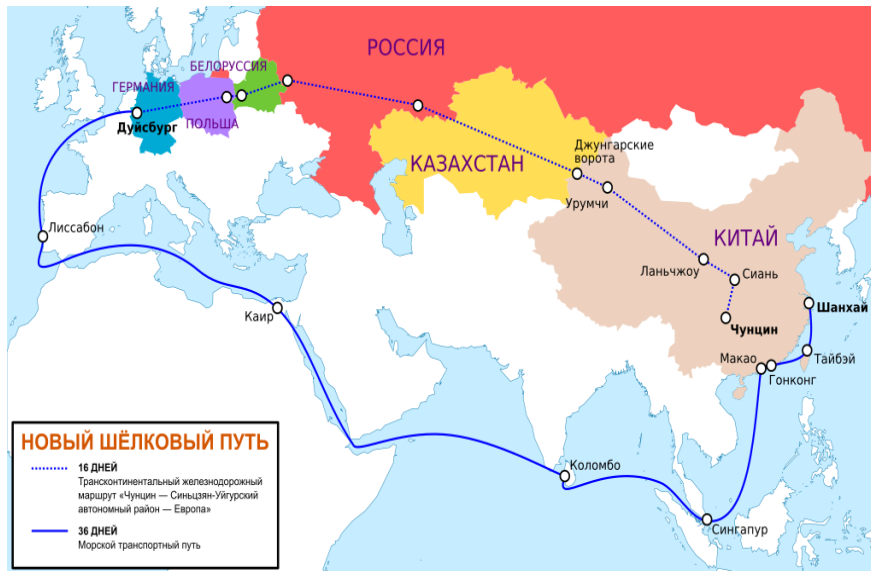 РОССИЯ
БЕЛОРУССИЯ
ГЕРМАНИЯ
Дуйсбург
ПОЛЬША
КАЗАХСТАН
Джунгарские
ворота
Урумчи
Лиссабон
КИТАЙ
Ланьчжоу
Сиань
Каир
Шанхай
Чунцин
Макао
Тайбэй
Гонконг
Коломбо
Сингапур
НОВЫЙ ШЁЛКОВЫЙ ПУТЬ
16 ДНЕЙ
Трансконтинентальный железнодорожный
маршрут «Чунцин — Синьцзян-Уйгурский
автономный район — Европа»
36 ДНЕЙ
Морской транспортный путь